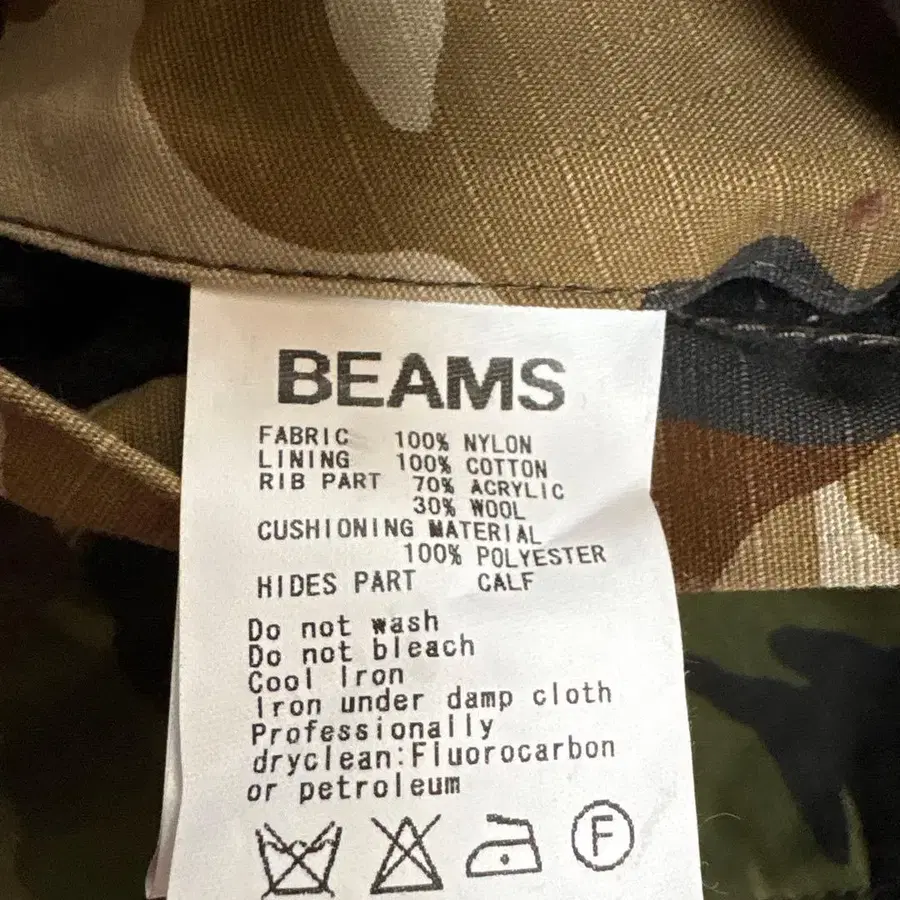 BEAMS
FABRIC 100% NYLON
LINING 100% COTTON
RIB PART 70% ACRYLIC
30% WOOL
CUSHIONING MATERIAL
100% POLYESTER
HIDES PART CALF
Do not wash
Do not bleach
Cool Iron
Iron under damp cloth
Professionally
dryclean:Fluorocarbon
or petroleum
F